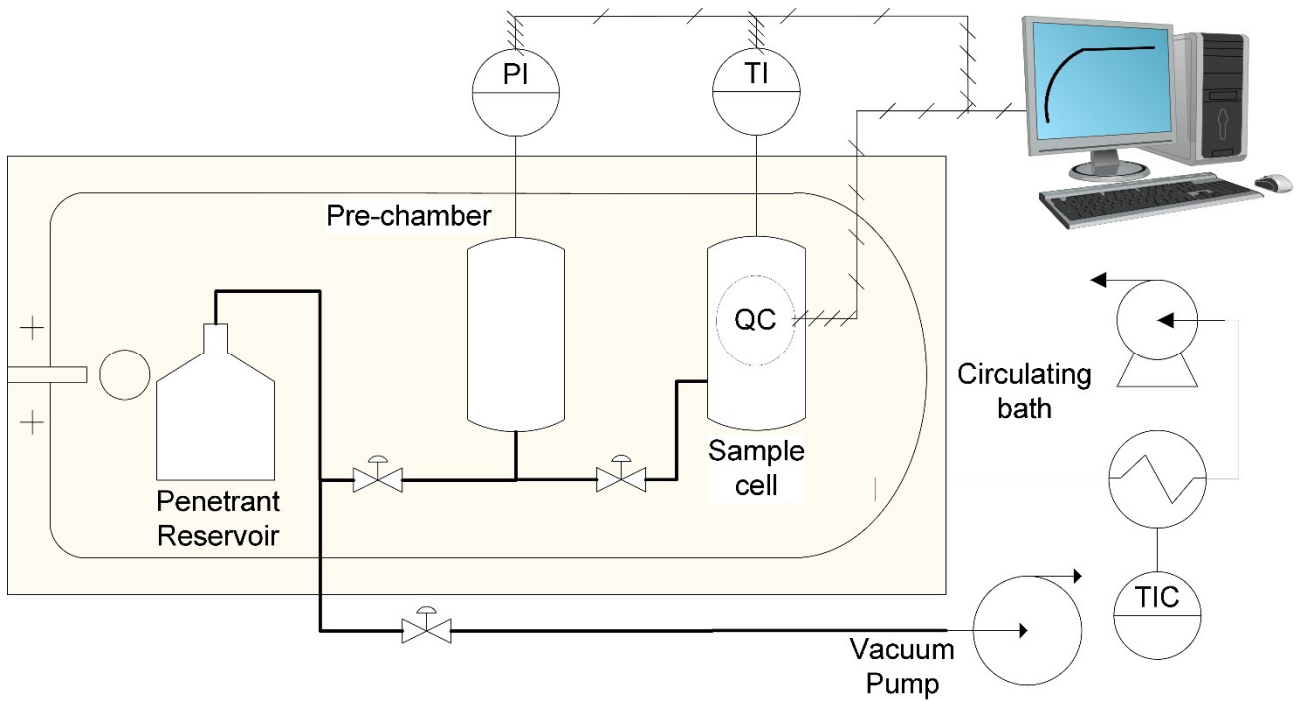 PI
TI
Pre-chamber
QC
Circulating
bath
Sample
cell
Penetrant
Reservoir
TIC
Vacuum
Pump